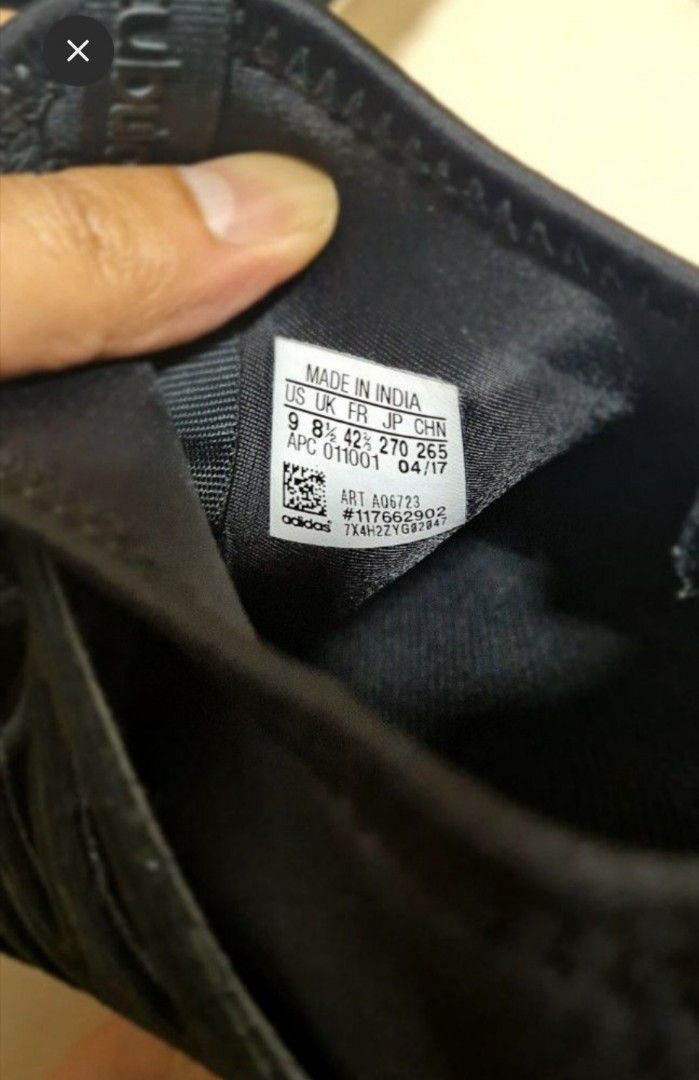 MADE IN INDIA
US UK FR JP CHN
9 8½ 42⅔ 270 265
APC 011001 04/17
ART AQ6723
#117662902
adidas 7X4H2ZYG02047